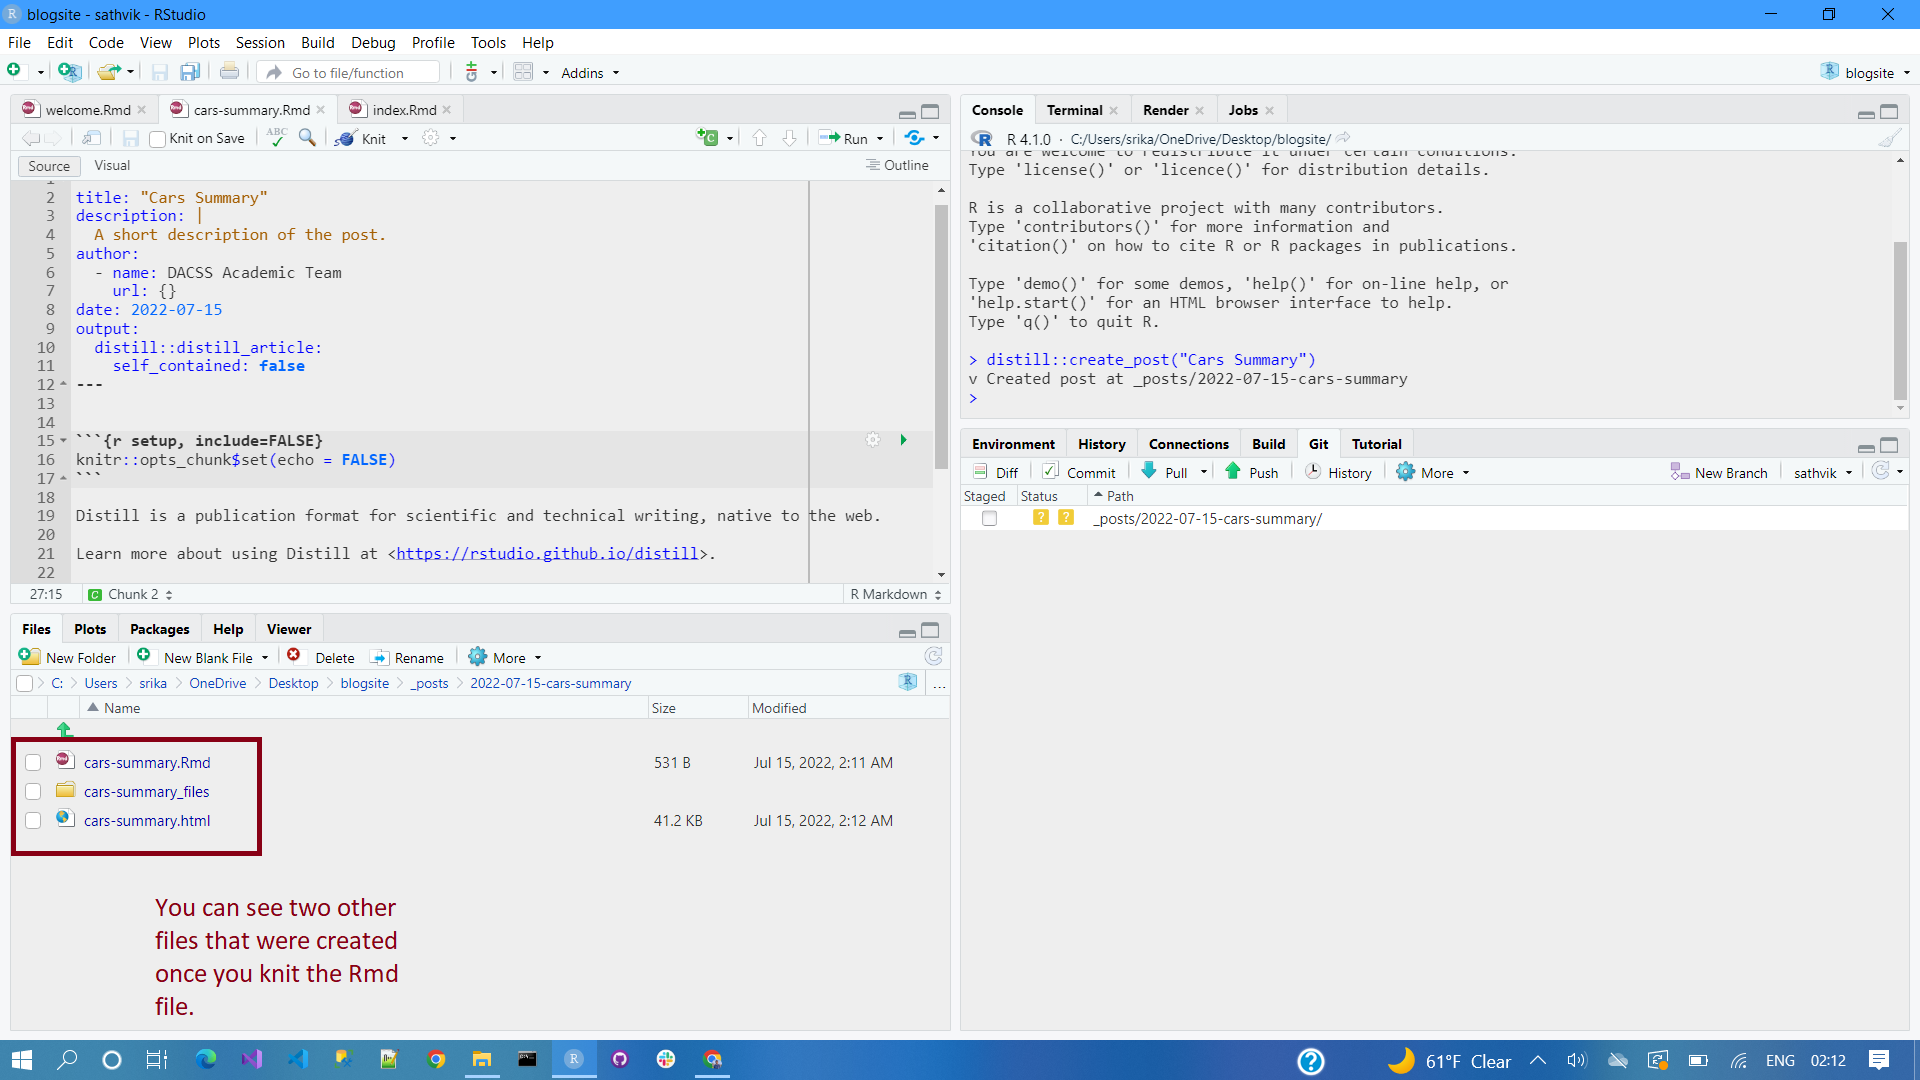 blogsite - sathvik - RStudio
File Edit Code View Plots Session Build Debug Profile Tools Help
Go to file/function Addins blogsite
welcome.Rmd cars-summary.Rmd index.Rmd
Knit on Save ABC Knit Run
Source Visual Outline
1
2 title: "Cars Summary"
3 description: |
4 A short description of the post.
5 author:
6 - name: DACSS Academic Team
7 url: {}
8 date: 2022-07-15
9 output:
10 distill::distill_article:
11 self_contained: false
12 ---
13
14
15 ```{r setup, include=FALSE}
16 knitr::opts_chunk$set(echo = FALSE)
17 ```
18
19 Distill is a publication format for scientific and technical writing, native to the web.
20
21 Learn more about using Distill at <https://rstudio.github.io/distill>.
22
27:15 Chunk 2 R Markdown
Files Plots Packages Help Viewer
New Folder New Blank File Delete Rename More
C: Users srika OneDrive Desktop blogsite _posts 2022-07-15-cars-summary ...
Name Size Modified
cars-summary.Rmd 531 B Jul 15, 2022, 2:11 AM
cars-summary_files
cars-summary.html 41.2 KB Jul 15, 2022, 2:12 AM
You can see two other
files that were created
once you knit the Rmd
file.
Console Terminal Render Jobs
R 4.1.0 · C:/Users/srika/OneDrive/Desktop/blogsite/
You are welcome to redistribute it under certain conditions.
Type 'license()' or 'licence()' for distribution details.
R is a collaborative project with many contributors.
Type 'contributors()' for more information and
'citation()' on how to cite R or R packages in publications.
Type 'demo()' for some demos, 'help()' for on-line help, or
'help.start()' for an HTML browser interface to help.
Type 'q()' to quit R.
> distill::create_post("Cars Summary")
v Created post at _posts/2022-07-15-cars-summary
>
Environment History Connections Build Git Tutorial
Diff Commit Pull Push History More New Branch sathvik
Staged Status Path
? ? _posts/2022-07-15-cars-summary/
61°F Clear ENG 02:12